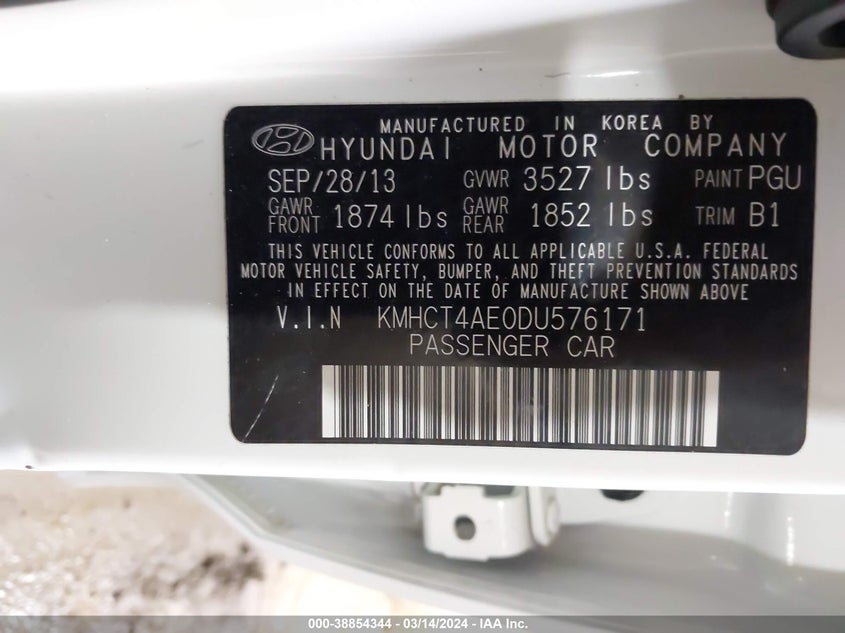 MANUFACTURED IN KOREA BY
HYUNDAI MOTOR COMPANY
SEP/28/13 GVWR 3527 lbs PAINT PGU
GAWR FRONT 1874 lbs GAWR REAR 1852 lbs TRIM B1
THIS VEHICLE CONFORMS TO ALL APPLICABLE U.S.A. FEDERAL
MOTOR VEHICLE SAFETY, BUMPER, AND THEFT PREVENTION STANDARDS
IN EFFECT ON THE DATE OF MANUFACTURE SHOWN ABOVE
V.I.N KMHCT4AE0DU576171
PASSENGER CAR
000-38854344 - 03/14/2024 - IAA Inc.